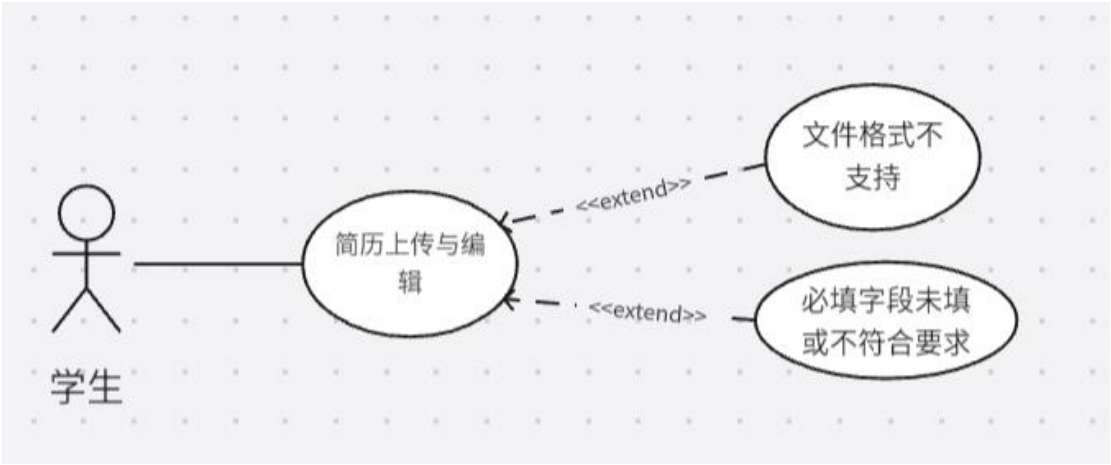 文件格式不
支持
<<extend>>
简历上传与编
辑
<<extend>>
必填字段未填
或不符合要求
学生